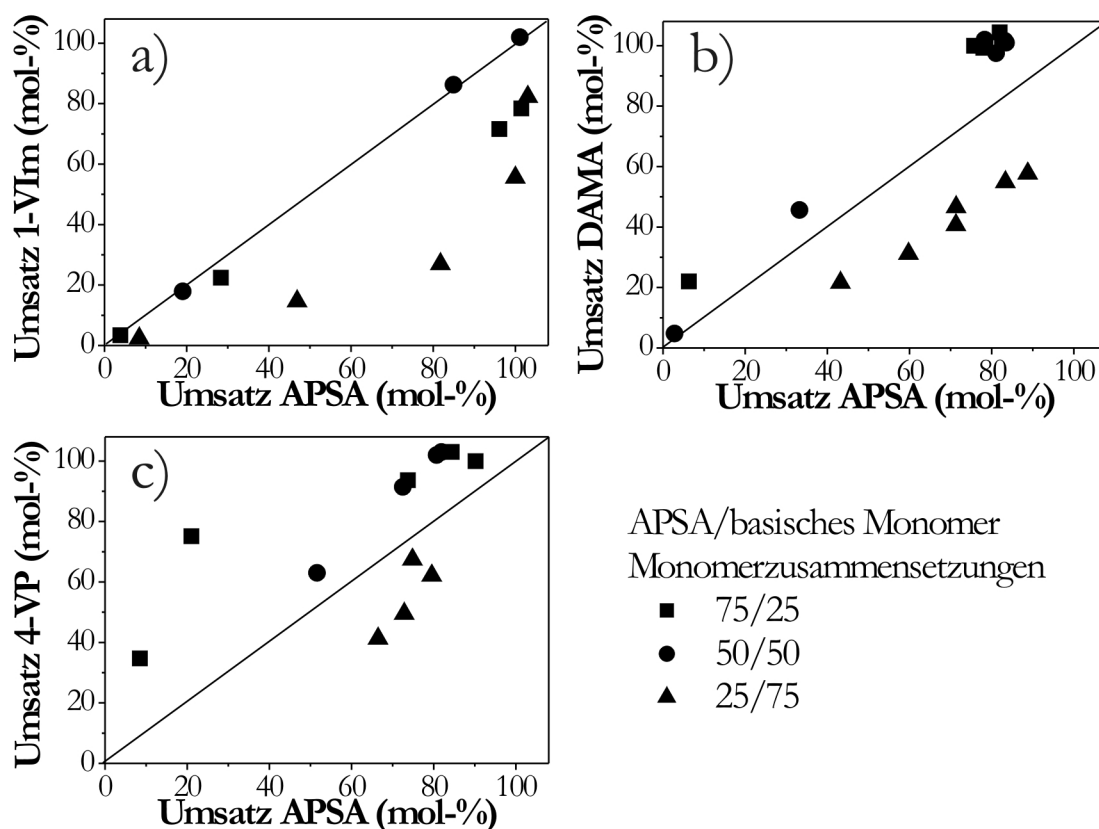 a)
100
80
60
40
20
0
Umsatz 1-VIm (mol-%)
0 20 40 60 80 100
Umsatz APSA (mol-%)
b)
100
80
60
40
20
0
Umsatz DAMA (mol-%)
0 20 40 60 80 100
Umsatz APSA (mol-%)
c)
100
80
60
40
20
0
Umsatz 4-VP (mol-%)
0 20 40 60 80 100
Umsatz APSA (mol-%)
APSA/basisches Monomer
Monomerzusammensetzungen
75/25
50/50
25/75